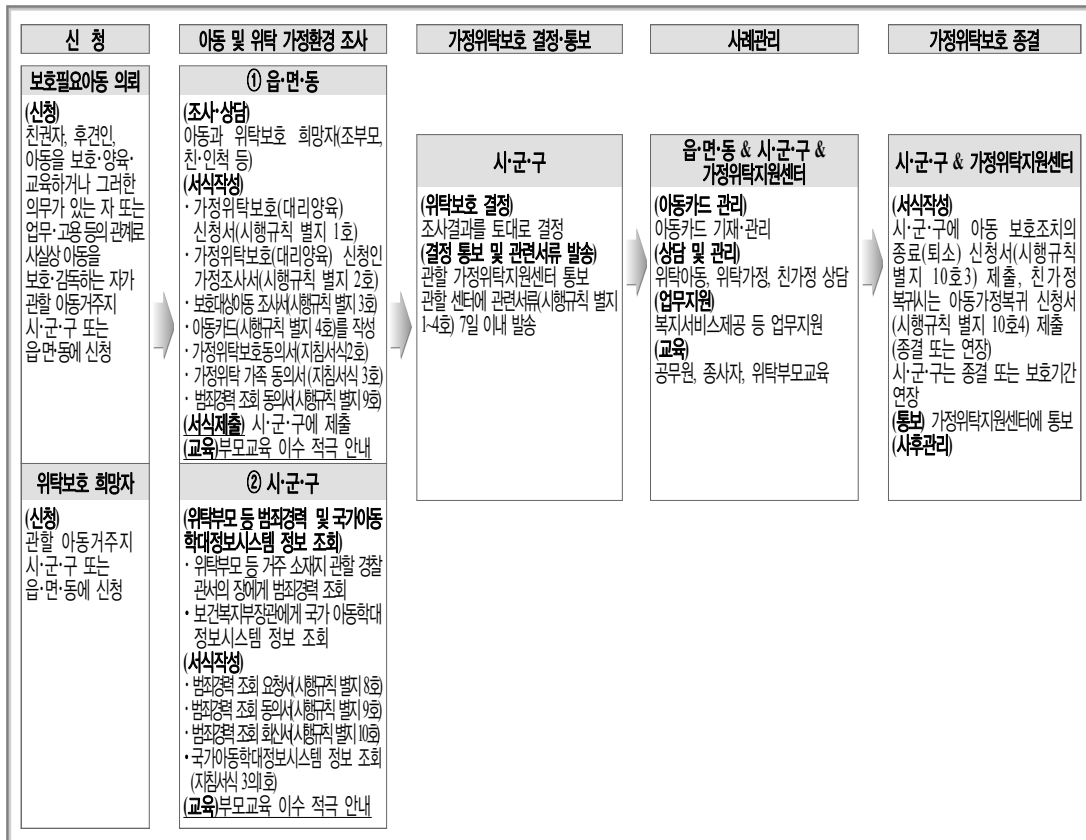 신 청
보호필요아동 의뢰
(신청)
친권자, 후견인,
아동을 보호·양육·
교육하거나 그러한
의무가 있는 자 또는
업무·고용 등의 관계로
사실상 아동을
보호·감독하는 자가
관할 아동거주지
시·군·구 또는
읍·면·동에 신청
위탁보호 희망자
(신청)
관할 아동거주지
시·군·구 또는
읍·면·동에 신청
아동 및 위탁 가정환경 조사
① 읍·면·동
(조사·상담)
아동과 위탁보호 희망자(조부모,
친·인척 등)
(서식작성)
· 가정위탁보호(대리양육)
신청서(시행규칙 별지 1호)
· 가정위탁보호(대리양육) 신청인
가정조사서(시행규칙 별지 2호)
· 보호대상아동 조사서(시행규칙 별지 3호)
· 아동카드(시행규칙 별지 4호)를 작성
· 가정위탁보호동의서(지침서식2호)
· 가정위탁 가족 동의서(지침서식 3호)
· 범죄경력 조회 동의서(시행규칙 별지 9호)
(서식제출) 시·군·구에 제출
(교육)부모교육 이수 적극 안내
② 시·군·구
(위탁부모 등 범죄경력 및 국가아동
학대정보시스템 정보 조회)
· 위탁부모 등 거주 소재지 관할 경찰
관서의 장에게 범죄경력 조회
· 보건복지부장관에게 국가 아동학대
정보시스템 정보 조회
(서식작성)
· 범죄경력 조회 요청서(시행규칙 별지 8호)
· 범죄경력 조회 동의서(시행규칙 별지 9호)
· 범죄경력 조회 회신서(시행규칙 별지 10호)
· 국가아동학대정보시스템 정보 조회
(지침서식 3의1호)
(교육)부모교육 이수 적극 안내
가정위탁보호 결정·통보
시·군·구
(위탁보호 결정)
조사결과를 토대로 결정
(결정 통보 및 관련서류 발송)
관할 가정위탁지원센터 통보
관할 센터에 관련서류(시행규칙 별지
1-4호) 7일 이내 발송
사례관리
읍·면·동 & 시·군·구 &
가정위탁지원센터
(아동카드 관리)
아동카드 기재·관리
(상담 및 관리)
위탁아동, 위탁가정, 친가정 상담
(업무지원)
복지서비스제공 등 업무지원
(교육)
공무원, 종사자, 위탁부모교육
가정위탁보호 종결
시·군·구 & 가정위탁지원센터
(서식작성)
시·군·구에 아동 보호조치의
종료(퇴소) 신청서(시행규칙
별지 10호3) 제출, 친가정
복귀시는 아동가정복귀 신청서
(시행규칙 별지 10호4) 제출
(종결 또는 연장)
시·군·구는 종결 또는 보호기간
연장
(통보) 가정위탁지원센터에 통보
(사후관리)